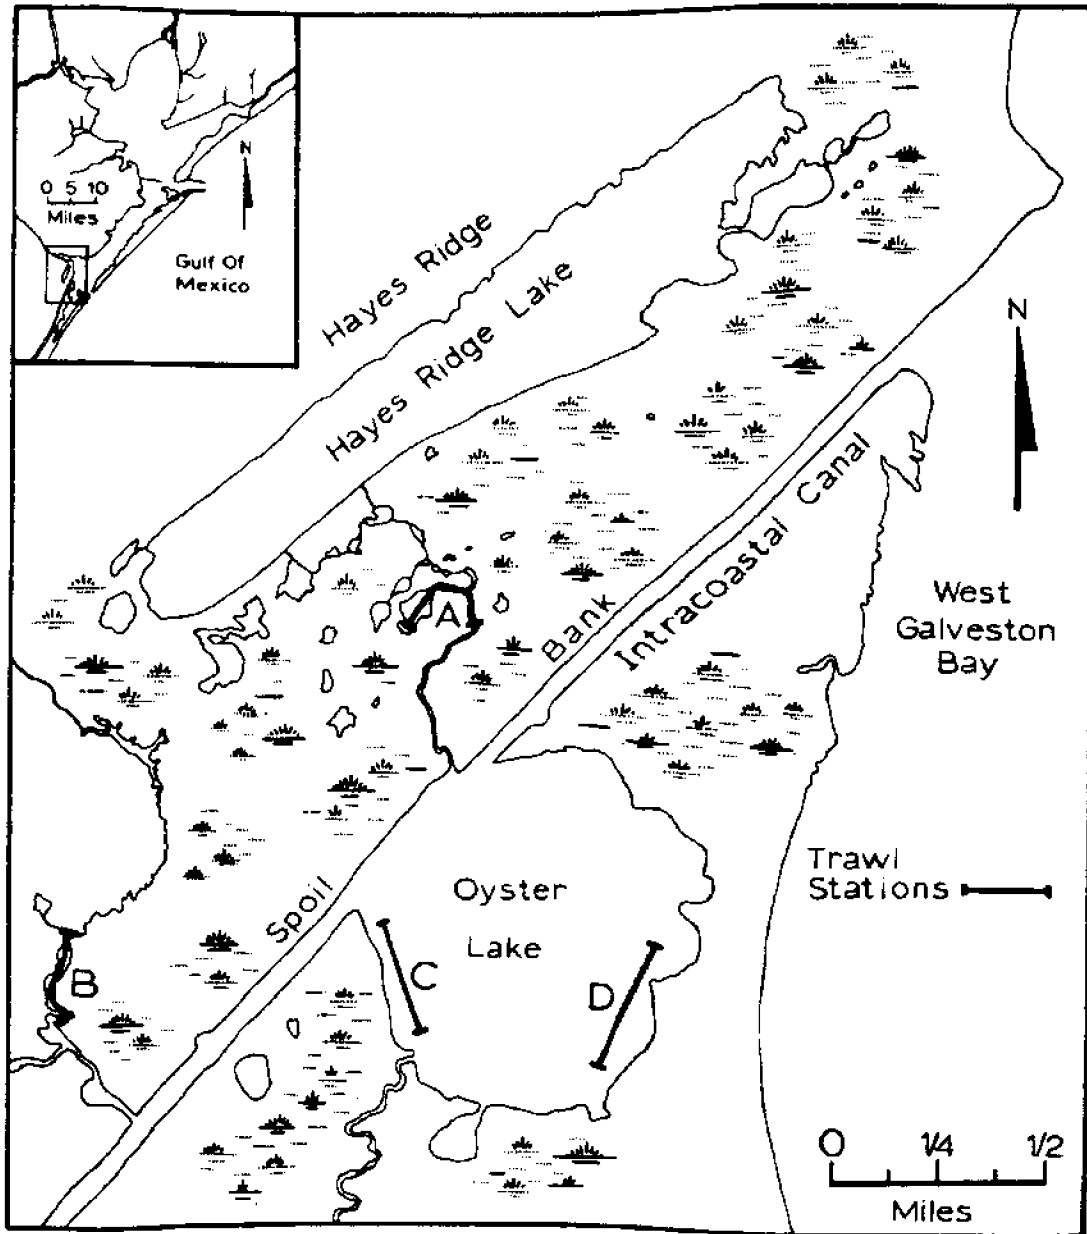 N
0 5 10
Miles
Gulf Of
Mexico
Hayes Ridge
Hayes Ridge Lake
N
A
Bank
Intracoastal Canal
West
Galveston
Bay
Trawl
Stations
Oyster
Lake
Spoil
B
C
D
0 1/4 1/2
Miles